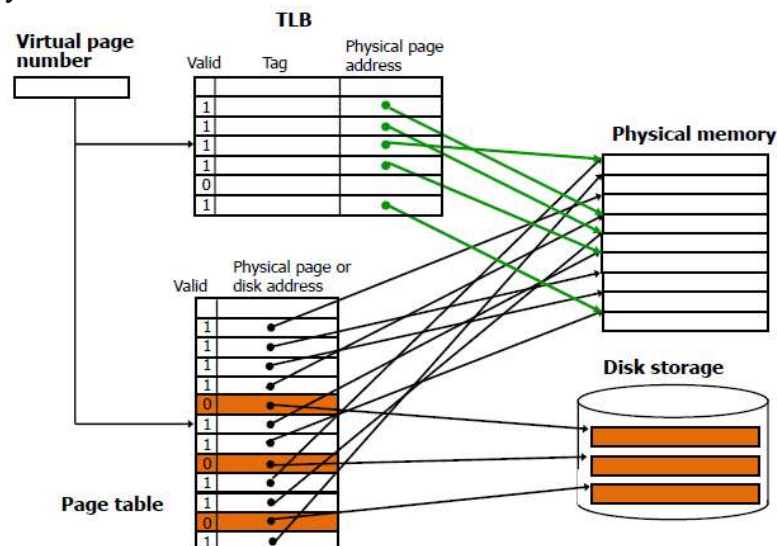 TLB
Virtual page
number
Valid
Tag
Physical page
address
1
1
1
1
0
1
Physical memory
Valid
Physical page or
disk address
1
1
1
1
0
1
1
0
1
1
0
1
Page table
Disk storage